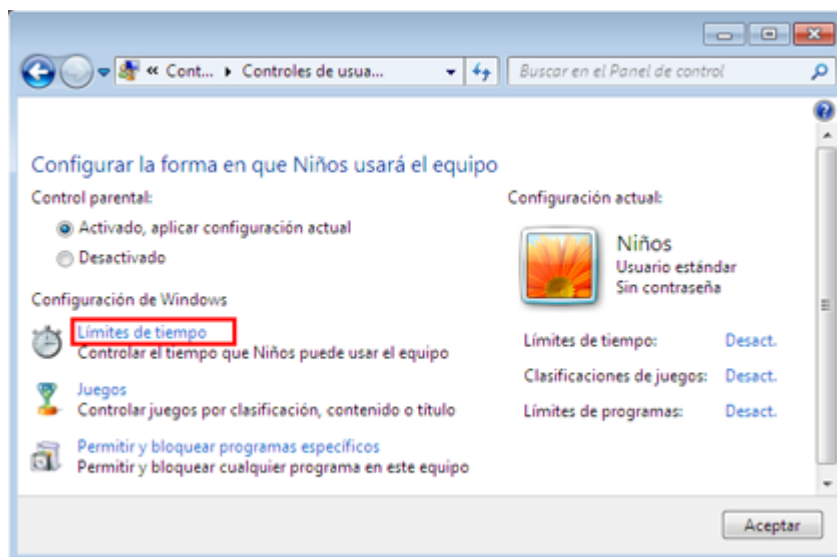 « Cont... ▸ Controles de usua...
Buscar en el Panel de control
Configurar la forma en que Niños usará el equipo
Control parental:
Activado, aplicar configuración actual
Desactivado
Configuración de Windows
Límites de tiempo
Controlar el tiempo que Niños puede usar el equipo
Juegos
Controlar juegos por clasificación, contenido o título
Permitir y bloquear programas específicos
Permitir y bloquear cualquier programa en este equipo
Configuración actual:
Niños
Usuario estándar
Sin contraseña
Límites de tiempo: Desact.
Clasificaciones de juegos: Desact.
Límites de programas: Desact.
Aceptar